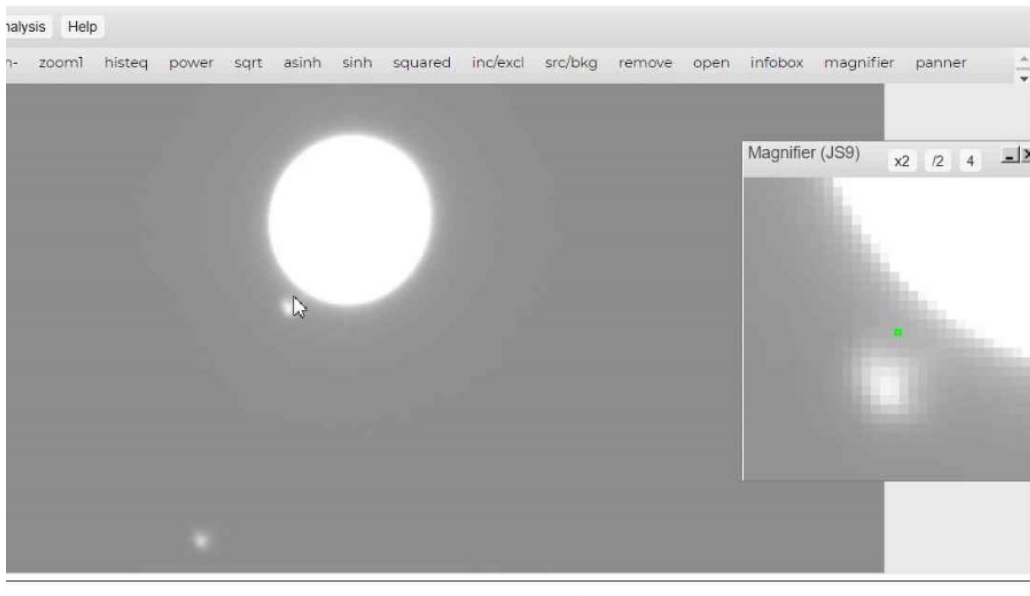 nalysis Help
n- zoom1 histeq power sqrt asinh sinh squared inc/excl src/bkg remove open infobox magnifier panner
Magnifier (JS9) x2 /2 4